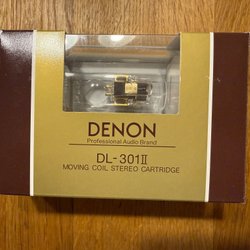 DENON
Professional Audio Brand
DL-301Ⅱ
MOVING COIL STEREO CARTRIDGE